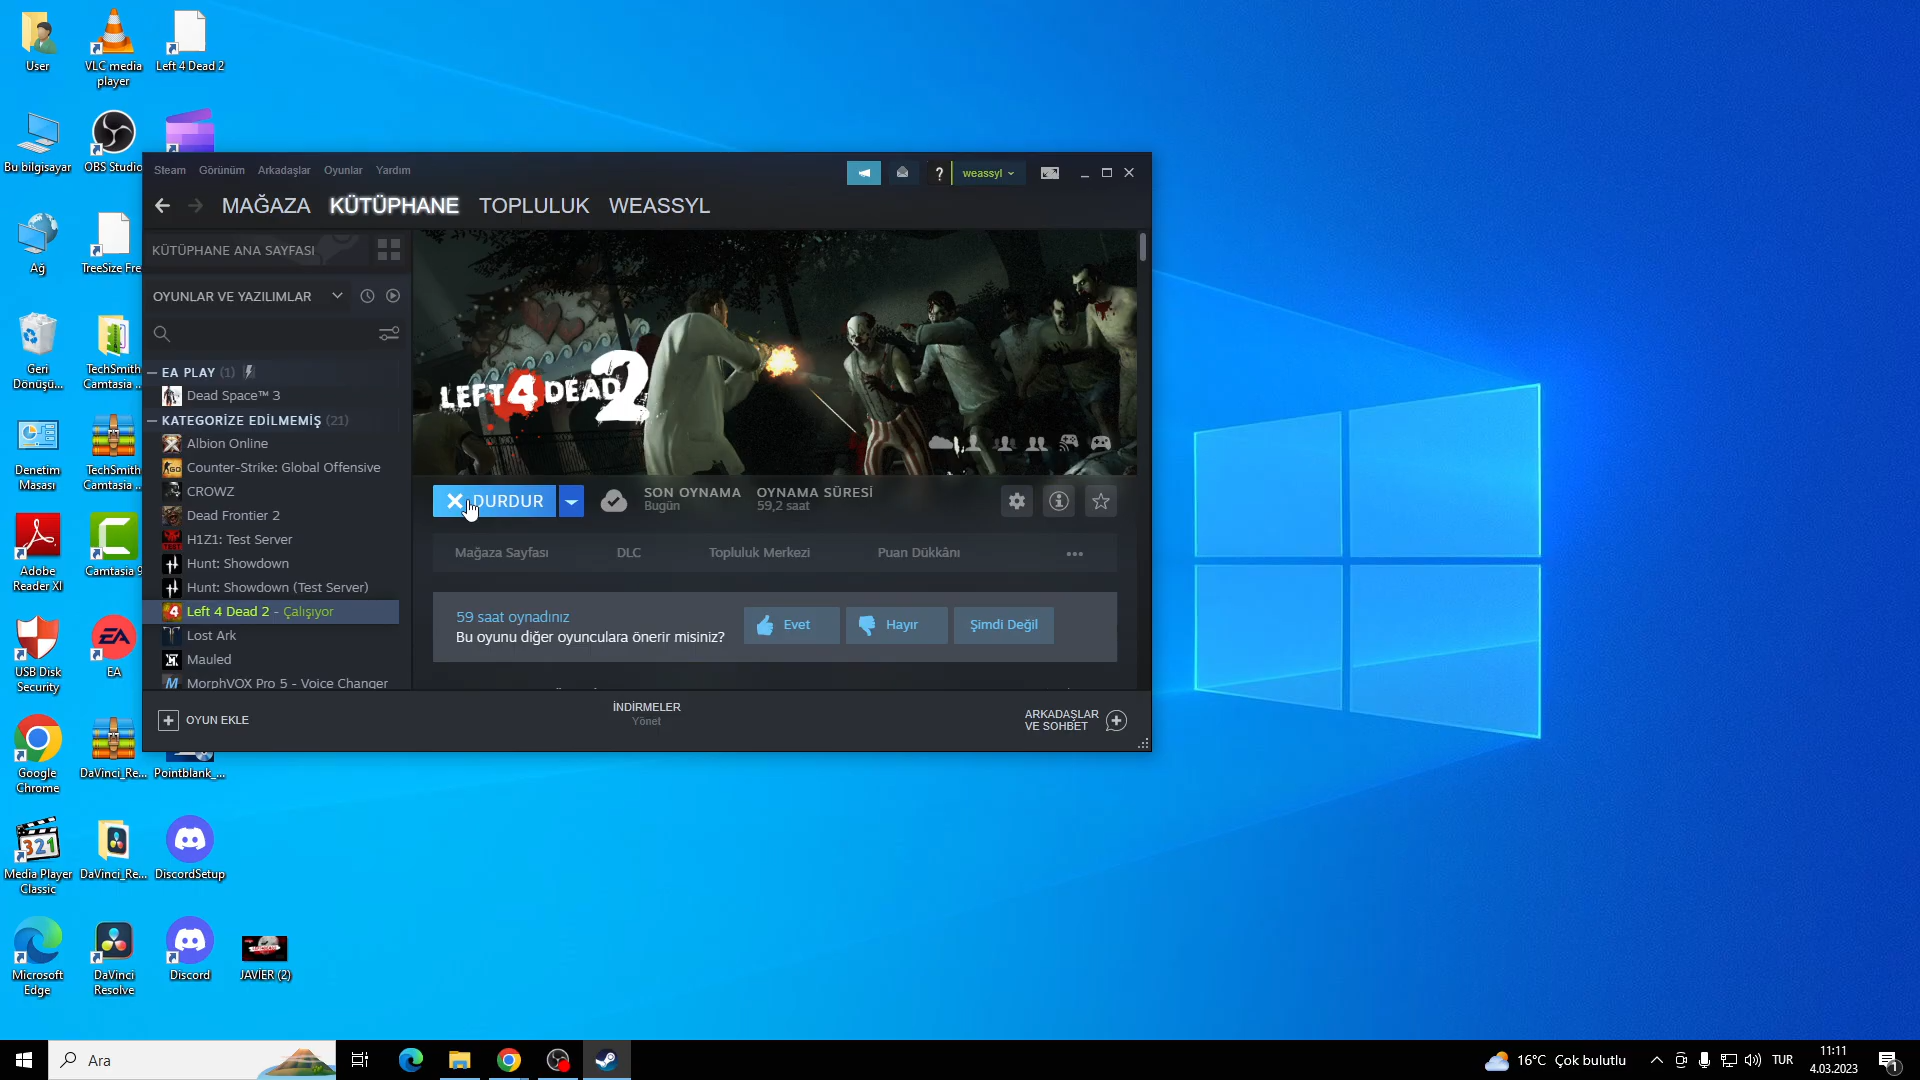 User
VLC media
player
Left 4 Dead 2
Bu bilgisayar
OBS Studio
Ağ
TreeSize Fre
Geri
Dönüşü...
TechSmith
Camtasia ...
Denetim
Masası
TechSmith
Camtasia ...
Adobe
Reader XI
Camtasia 9
USB Disk
Security
EA
Google
Chrome
DaVinci_Re...
Pointblank_...
Media Player
Classic
DaVinci_Re...
DiscordSetup
Microsoft
Edge
DaVinci
Resolve
Discord
JAVIER (2)
Steam Görünüm Arkadaşlar Oyunlar Yardım
? weassyl
MAĞAZA KÜTÜPHANE TOPLULUK WEASSYL
KÜTÜPHANE ANA SAYFASI
OYUNLAR VE YAZILIMLAR
EA PLAY (1)
Dead Space™ 3
KATEGORİZE EDİLMEMİŞ (21)
Albion Online
Counter-Strike: Global Offensive
CROWZ
Dead Frontier 2
H1Z1: Test Server
Hunt: Showdown
Hunt: Showdown (Test Server)
Left 4 Dead 2 - Çalışıyor
Lost Ark
Mauled
MorphVOX Pro 5 - Voice Changer
LEFT 4 DEAD 2
DURDUR
SON OYNAMA
Bugün
OYNAMA SÜRESİ
59,2 saat
Mağaza Sayfası DLC Topluluk Merkezi Puan Dükkânı
59 saat oynadınız
Bu oyunu diğer oyunculara önerir misiniz?
Evet Hayır Şimdi Değil
OYUN EKLE
İNDİRMELER
Yönet
ARKADAŞLAR
VE SOHBET
Ara
16°C Çok bulutlu
TUR
11:11
4.03.2023
1